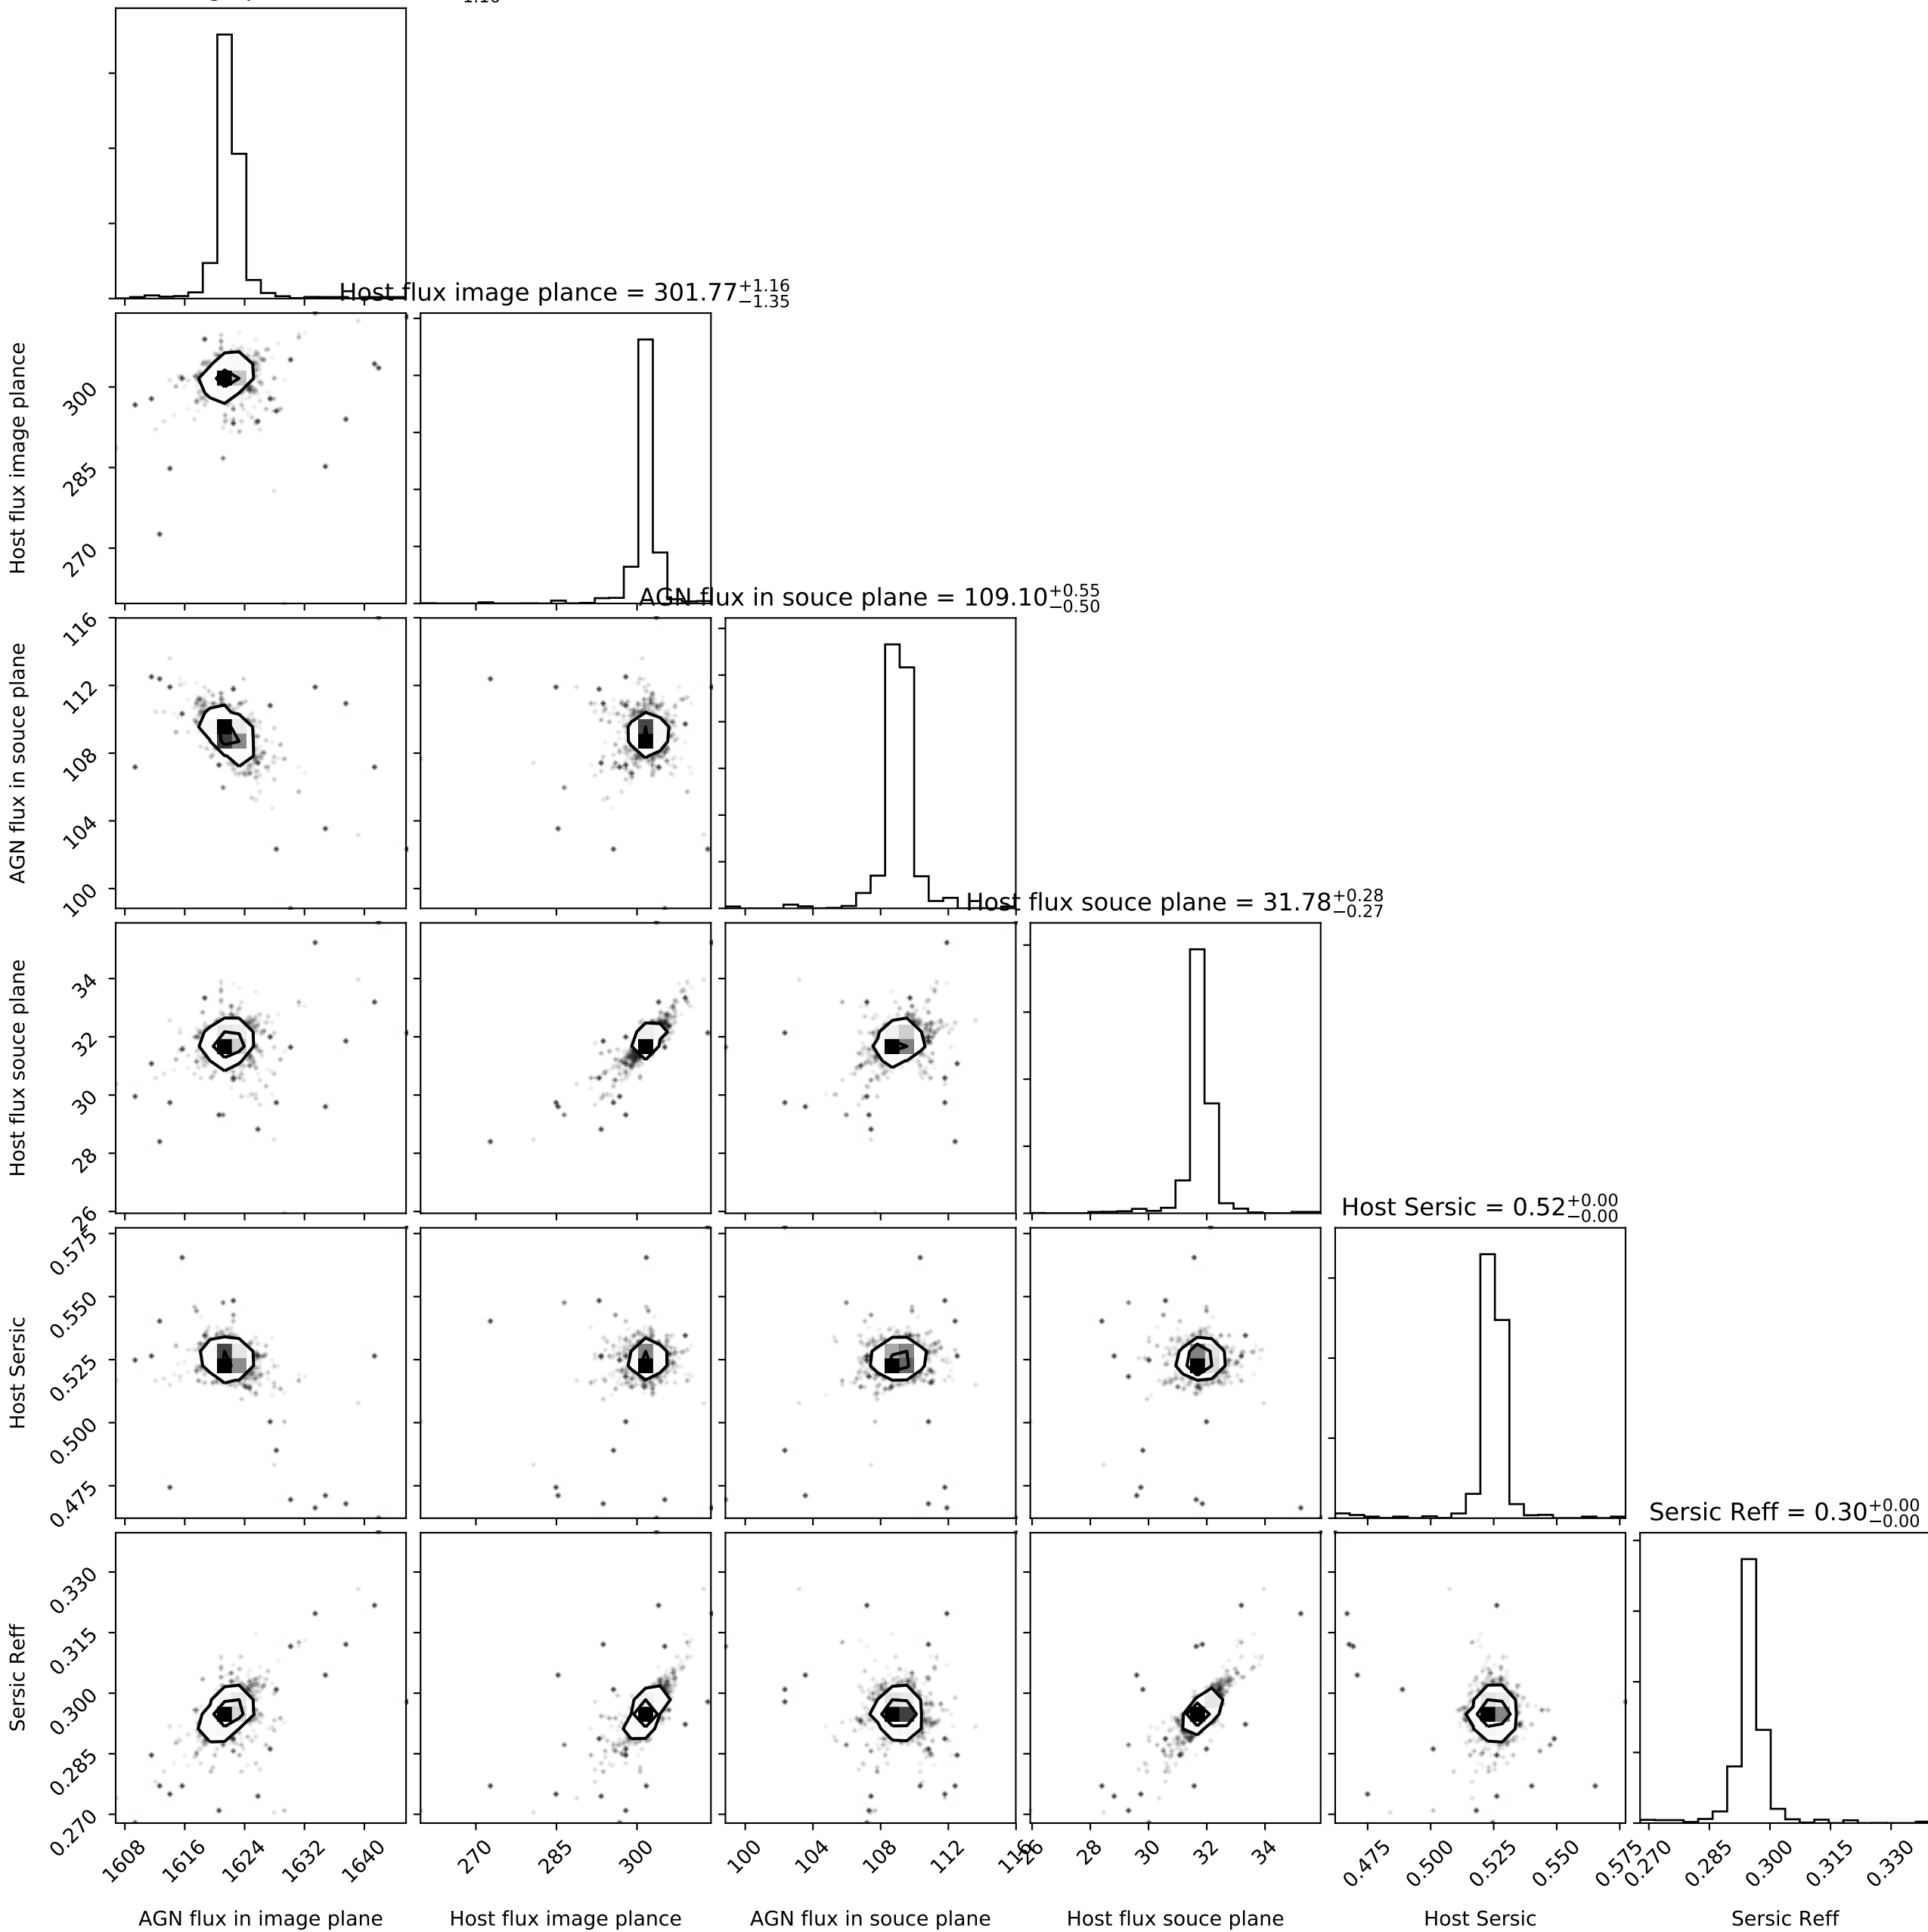 Host flux image plance = 301.77 +1.16 −1.35
Host flux image plance
300
285
270
AGN flux in souce plane = 109.10 +0.55 −0.50
AGN flux in souce plane
116
112
108
104
100
Host flux souce plane = 31.78 +0.28 −0.27
Host flux souce plane
34
32
30
28
26
Host Sersic = 0.52 +0.00 −0.00
Host Sersic
0.575
0.550
0.525
0.500
0.475
Sersic Reff = 0.30 +0.00 −0.00
Sersic Reff
0.330
0.315
0.300
0.285
0.270
1608 1616 1624 1632 1640
270 285 300
100 104 108 112 116
26 28 30 32 34
0.475 0.500 0.525 0.550 0.575
0.270 0.285 0.300 0.315 0.330
AGN flux in image plane Host flux image plance AGN flux in souce plane Host flux souce plane Host Sersic Sersic Reff